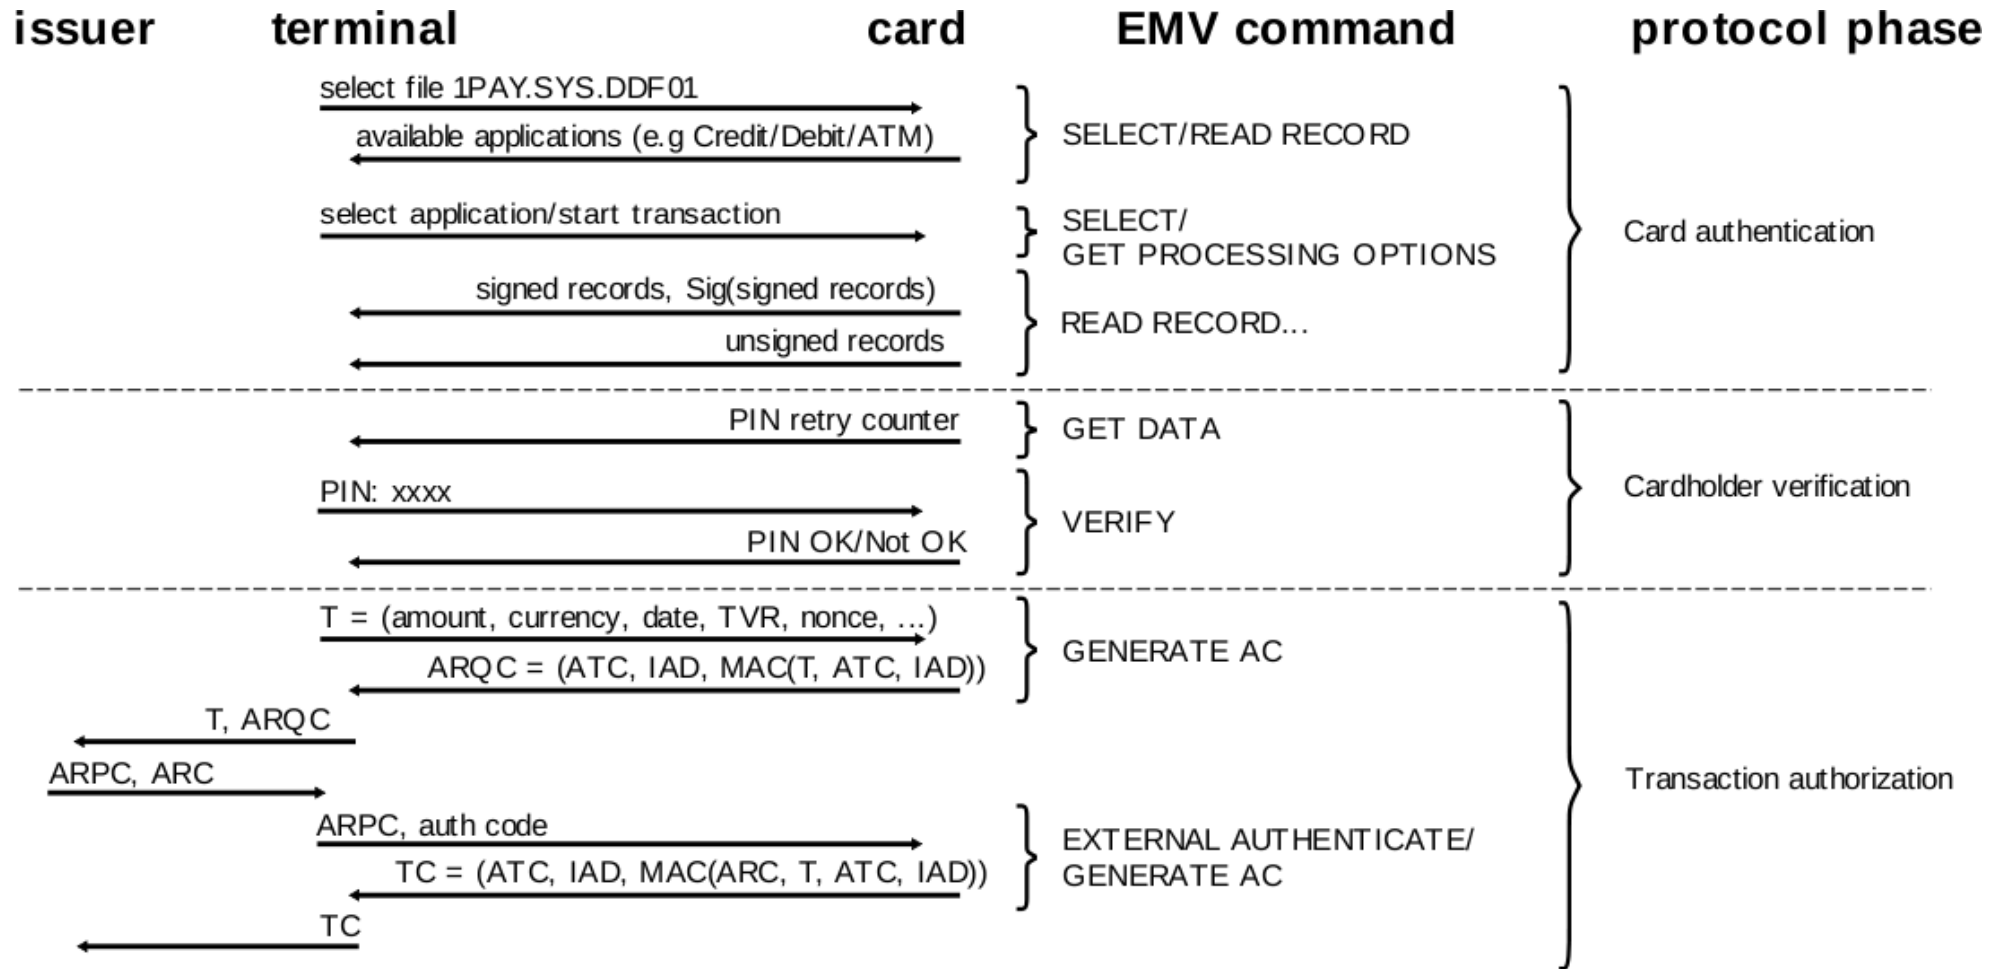 issuer terminal card EMV command protocol phase
select file 1PAY.SYS.DDF01
available applications (e.g Credit/Debit/ATM)
SELECT/READ RECORD
select application/start transaction
SELECT/
GET PROCESSING OPTIONS
Card authentication
signed records, Sig(signed records)
READ RECORD...
unsigned records
PIN retry counter
GET DATA
PIN: xxxx
Cardholder verification
VERIFY
PIN OK/Not OK
T = (amount, currency, date, TVR, nonce, ...)
GENERATE AC
ARQC = (ATC, IAD, MAC(T, ATC, IAD))
T, ARQC
ARPC, ARC
Transaction authorization
ARPC, auth code
EXTERNAL AUTHENTICATE/
GENERATE AC
TC = (ATC, IAD, MAC(ARC, T, ATC, IAD))
TC